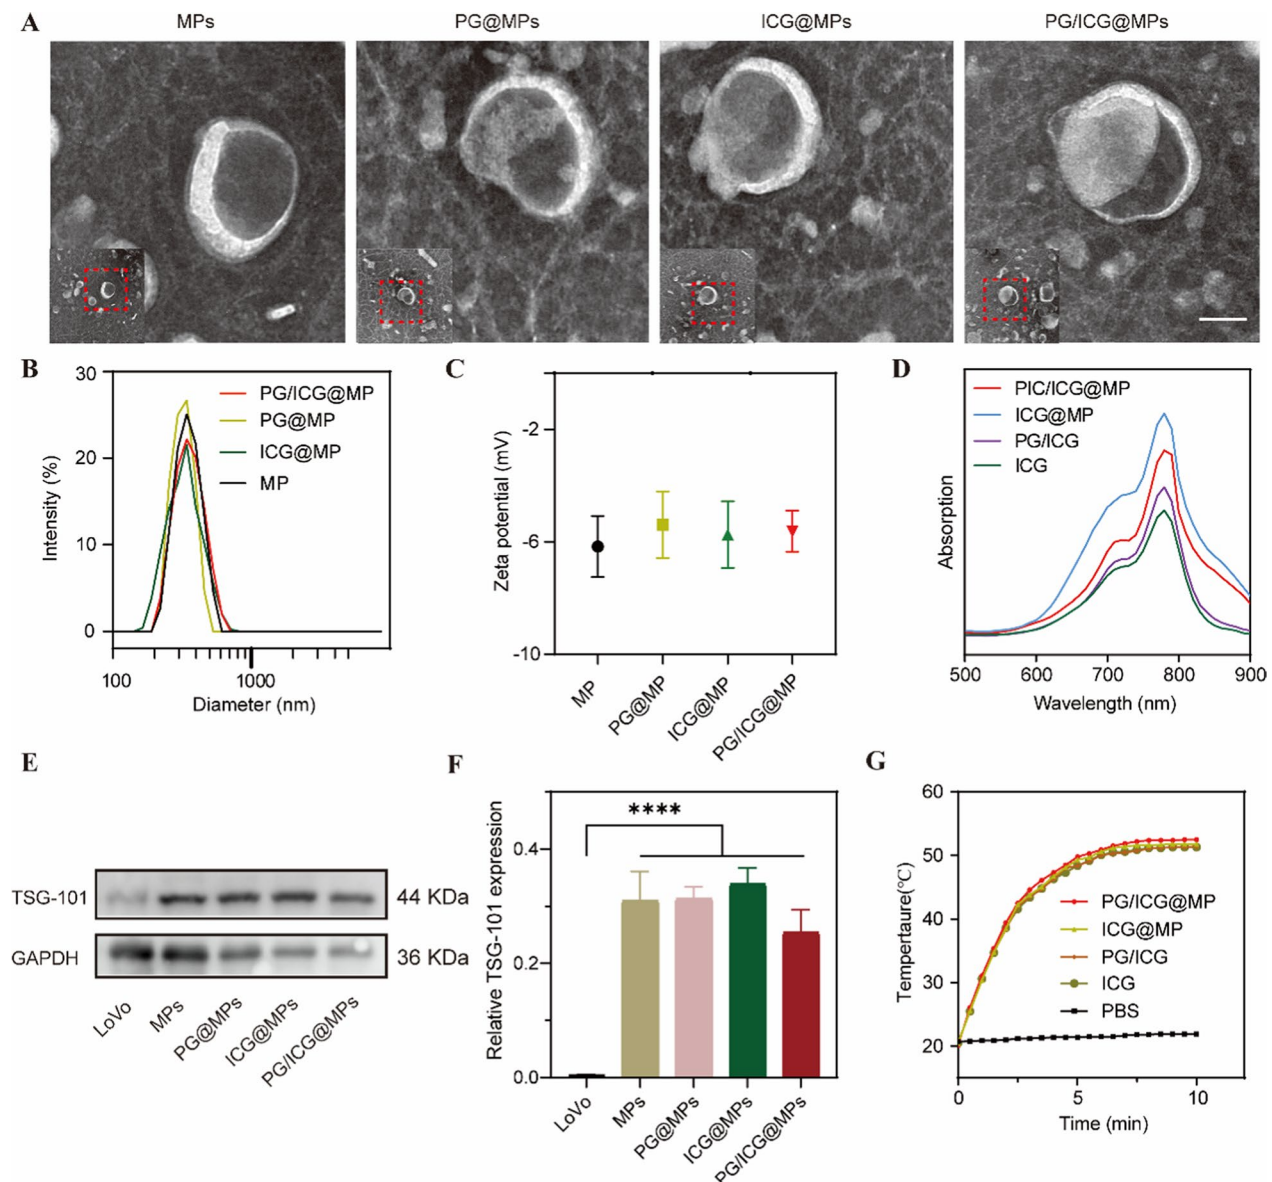 A
MPs
PG@MPs
ICG@MPs
PG/ICG@MPs
B
30
20
10
0
Intensity (%)
100
1000
Diameter (nm)
PG/ICG@MP
PG@MP
ICG@MP
MP
C
-2
-6
-10
Zeta potential (mV)
MP
PG@MP
ICG@MP
PG/ICG@MP
D
PIC/ICG@MP
ICG@MP
PG/ICG
ICG
Absorption
500
600
700
800
900
Wavelength (nm)
E
TSG-101
44 KDa
GAPDH
36 KDa
LoVo
MPs
PG@MPs
ICG@MPs
PG/ICG@MPs
F
****
0.4
0.2
0.0
Relative TSG-101 expression
LoVo
MPs
PG@MPs
ICG@MPs
PG/ICG@MPs
G
60
50
40
30
20
Tempertaure(°C)
PG/ICG@MP
ICG@MP
PG/ICG
ICG
PBS
0
5
10
Time (min)